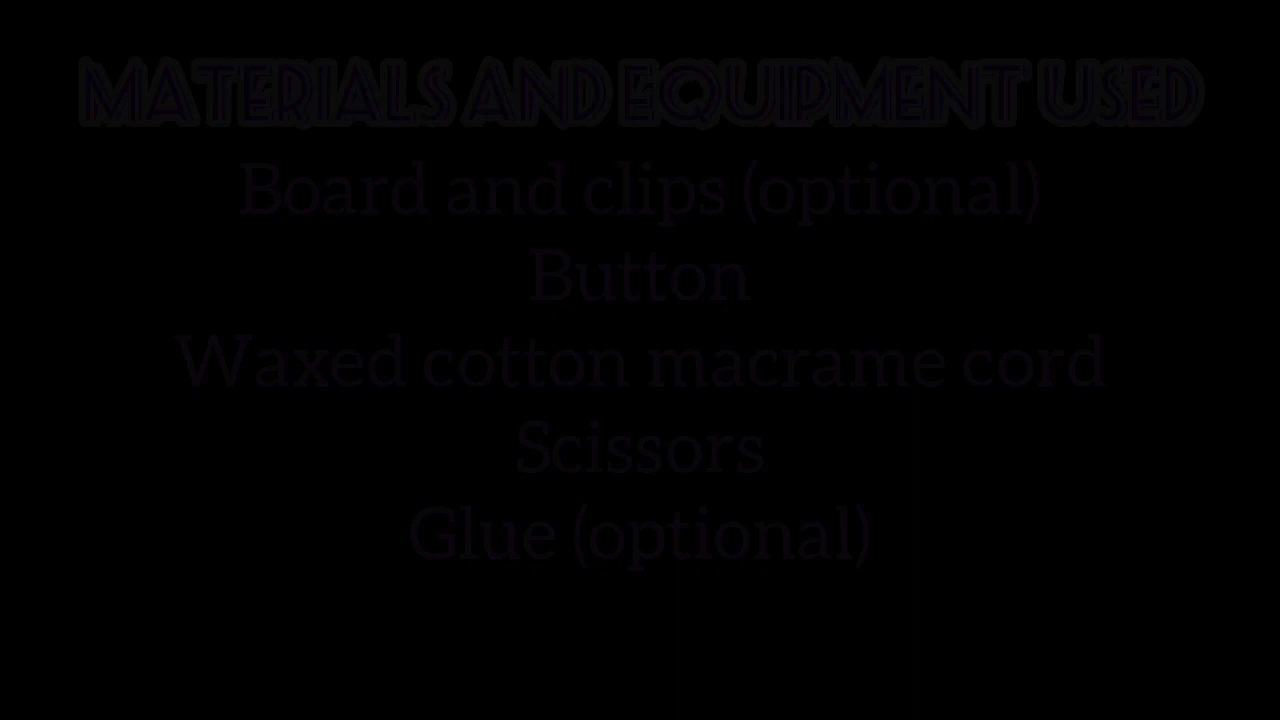 MATERIALS AND EQUIPMENT USED
Board and clips (optional)
Button
Waxed cotton macrame cord
Scissors
Glue (optional)